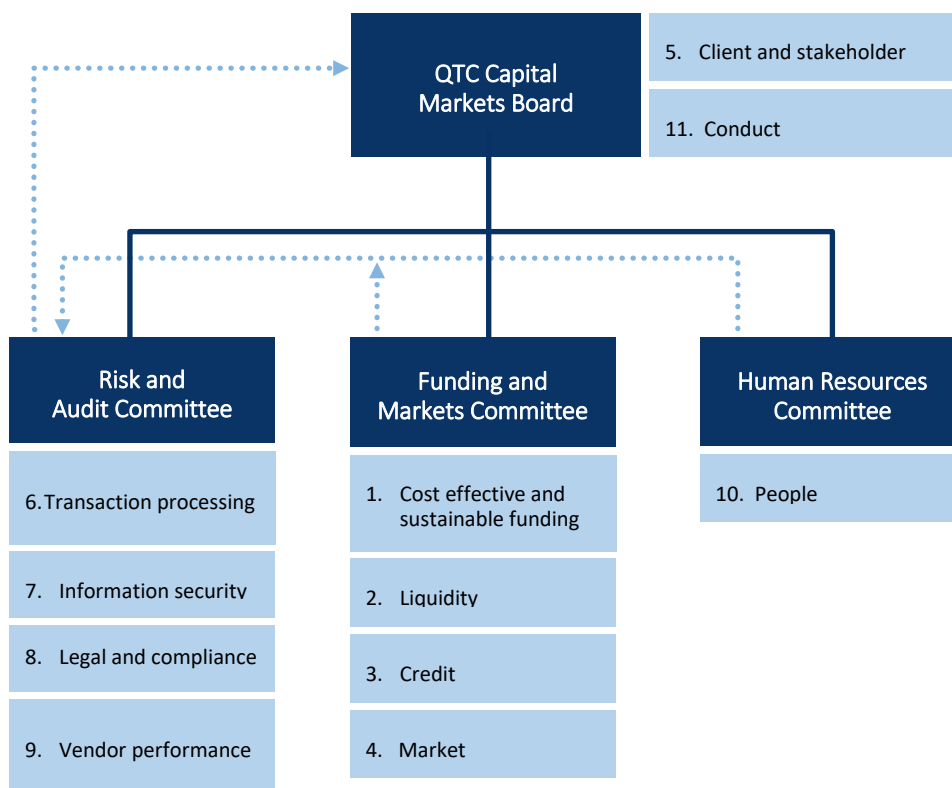 QTC Capital
Markets Board
5. Client and stakeholder
11. Conduct
Risk and
Audit Committee
6. Transaction processing
7. Information security
8. Legal and compliance
9. Vendor performance
Funding and
Markets Committee
1. Cost effective and
sustainable funding
2. Liquidity
3. Credit
4. Market
Human Resources
Committee
10. People